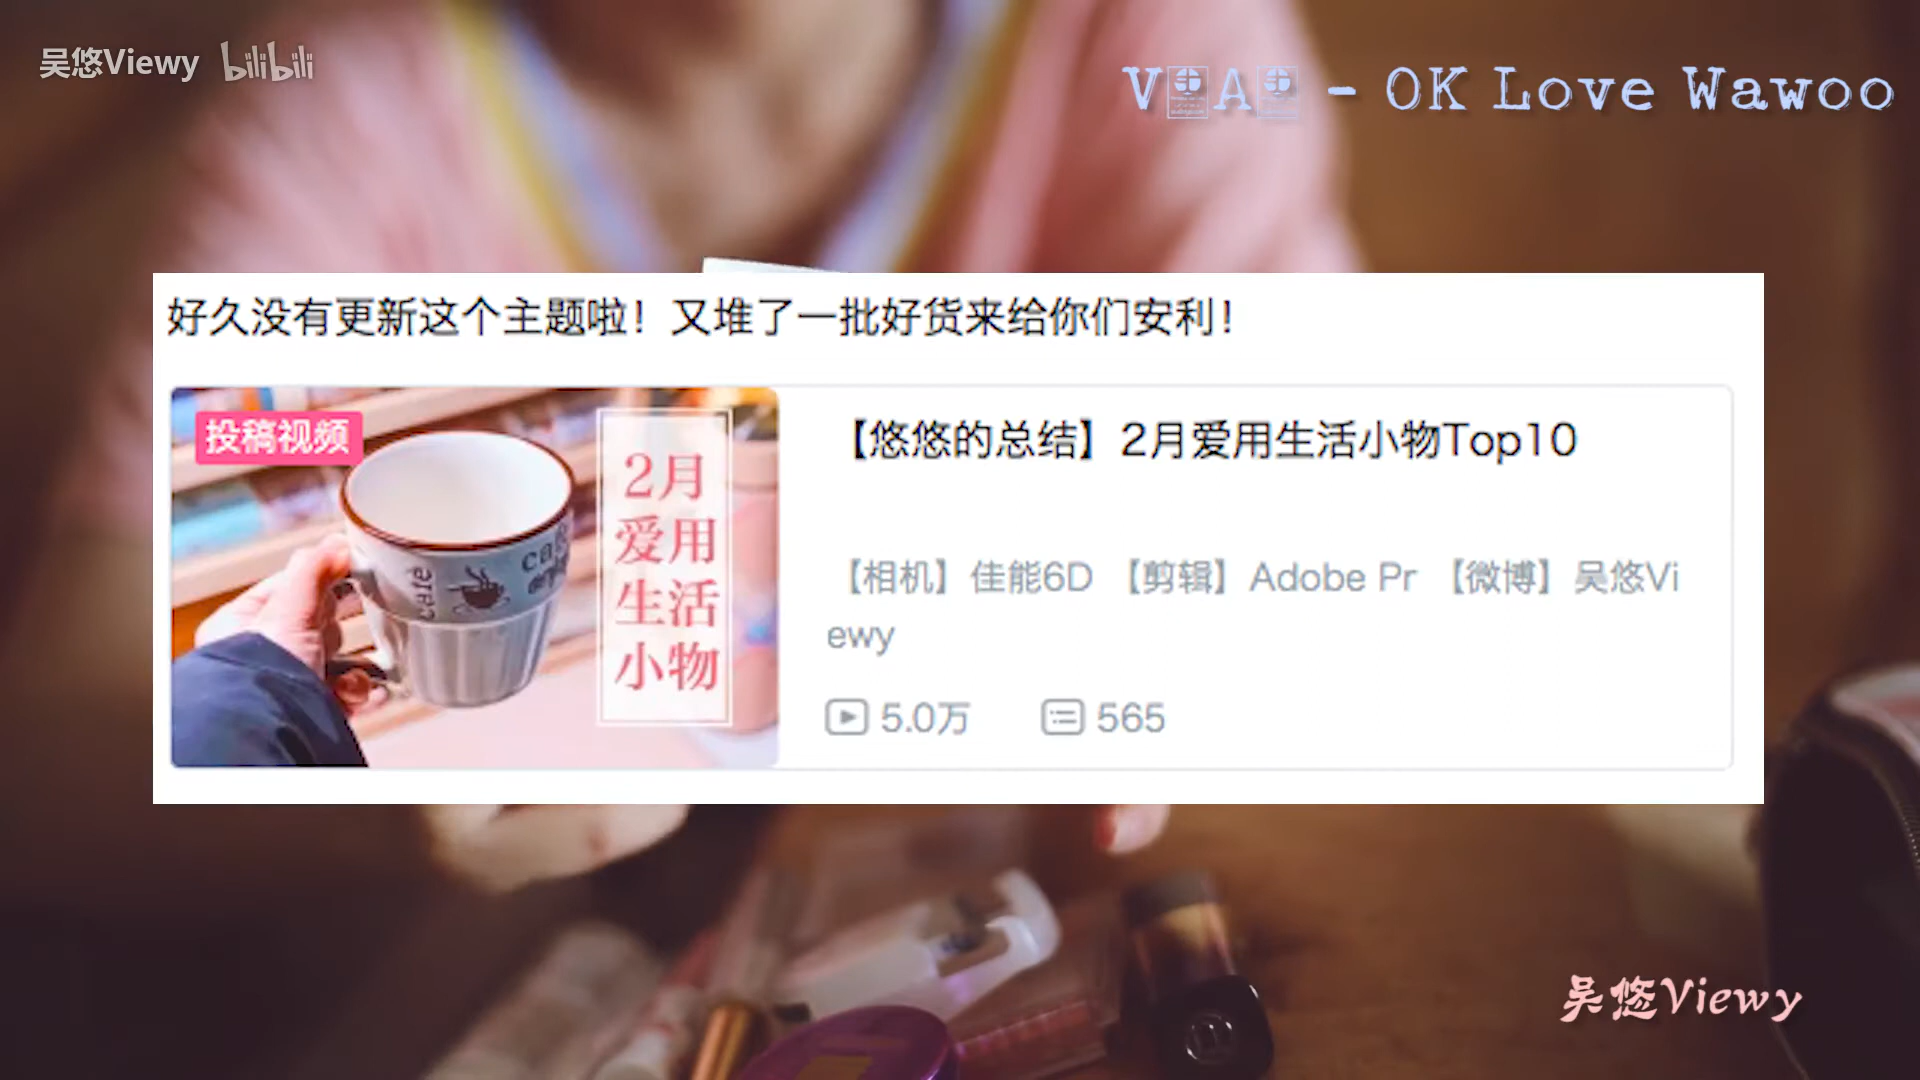 吴悠Viewy bilibili
V A - OK Love Wawoo
好久没有更新这个主题啦！又堆了一批好货来给你们安利！
投稿视频
2月
爱用
生活
小物
café
café
【悠悠的总结】2月爱用生活小物Top10
【相机】佳能6D 【剪辑】Adobe Pr 【微博】吴悠Vi
ewy
5.0万 565
吴悠Viewy